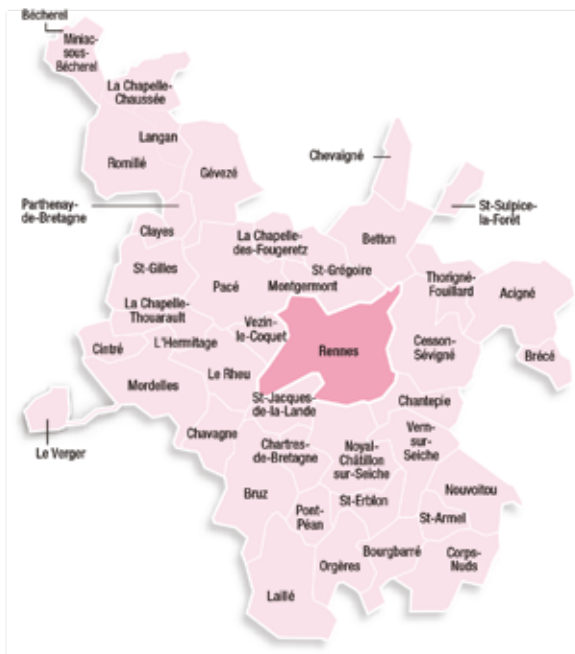 Bécherel
Miniac-
sous-
Bécherel
La Chapelle-
Chaussée
Langan
Romillé
Gévezé
Chevaigné
Parthenay-
de-Bretagne
St-Sulpice-
la-Forêt
Clayes
La Chapelle-
des-Fougeretz
Betton
St-Gilles
St-Grégoire
Pacé
Montgermont
Thorigné-
Fouillard
Acigné
La Chapelle-
Thouarault
Vezin-
le-Coquet
Cintré
L'Hermitage
Rennes
Cesson-
Sévigné
Brécé
Le Rheu
Mordelles
St-Jacques-
de-la-Lande
Chantepie
Le Verger
Chavagne
Chartres-
de-Bretagne
Noyal-
Châtillon
sur-Seiche
Vern-
sur-
Seiche
Bruz
St-Erblon
Nouvoitou
Pont-
Péan
St-Armel
Bourgbarré
Orgères
Corps-
Nuds
Laillé